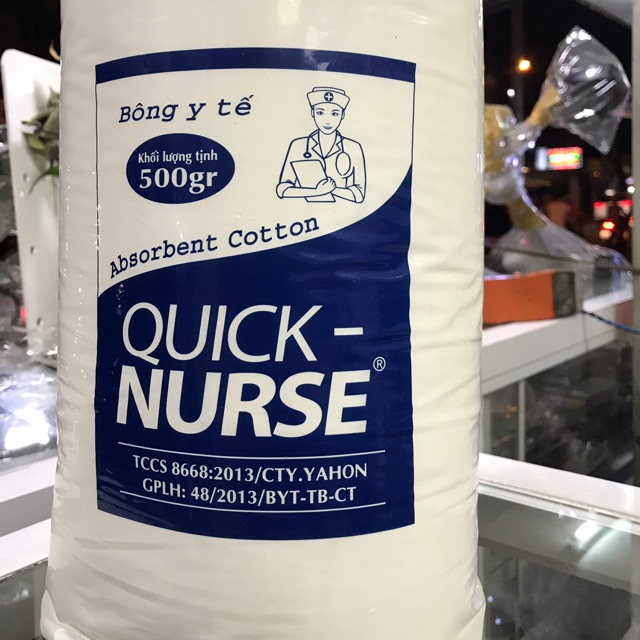 Bông y tế
Khối lượng tịnh
500gr
Absorbent Cotton
QUICK –
NURSE®
TCCS 8668:2013/CTY.YAHON
GPLH: 48/2013/BYT-TB-CT